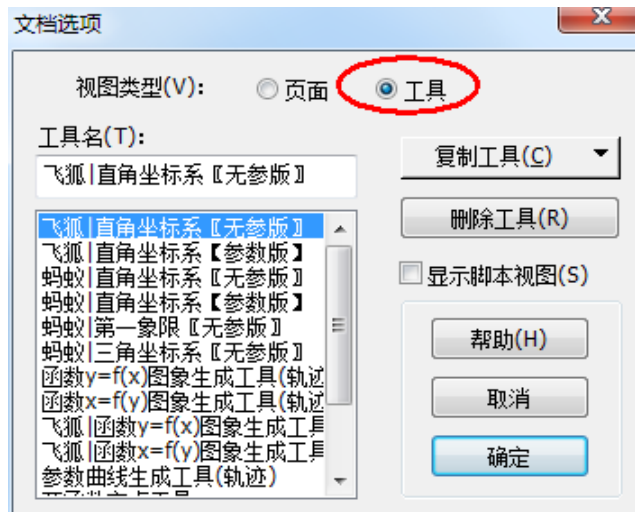 文档选项
视图类型(V): 页面 工具
工具名(T):
飞狐|直角坐标系〖无参版〗
复制工具(C)
删除工具(R)
显示脚本视图(S)
飞狐|直角坐标系〖无参版〗
飞狐|直角坐标系【参数版】
蚂蚁|直角坐标系〖无参版〗
蚂蚁|直角坐标系【参数版】
蚂蚁|第一象限〖无参版〗
蚂蚁|三角坐标系〖无参版〗
函数y=f(x)图象生成工具(轨迹
函数x=f(y)图象生成工具(轨迹
飞狐|函数y=f(x)图象生成工具
飞狐|函数x=f(y)图象生成工具
参数曲线生成工具(轨迹)
帮助(H)
取消
确定